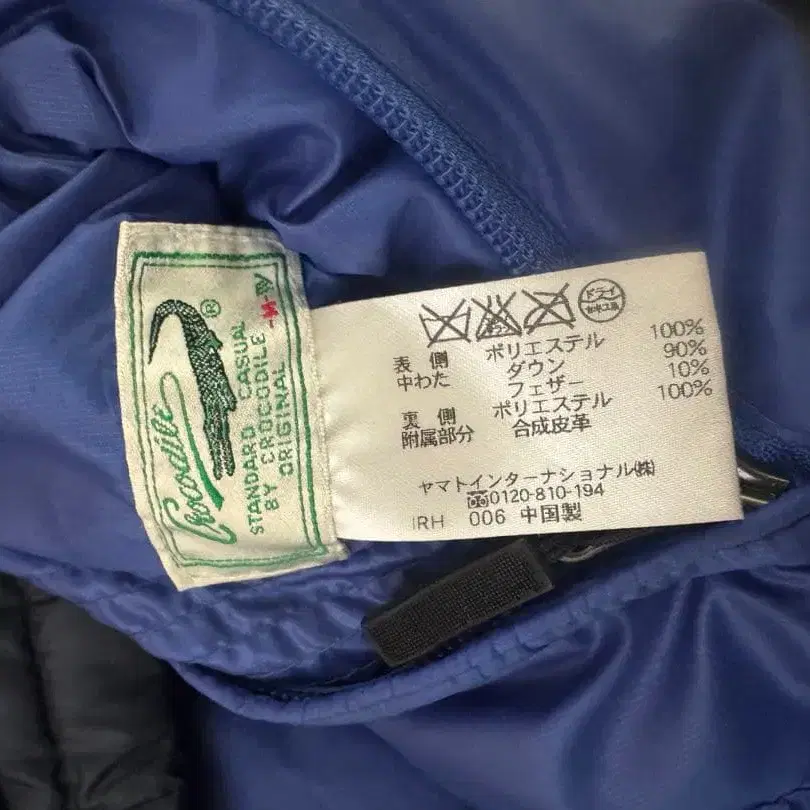 Crocodile
®
STANDARD CASUAL
BY CROCODILE
ORIGINAL
-M-
ドライ
表側 ポリエステル 100%
中わた ダウン 90%
フェザー 10%
裏側 ポリエステル 100%
附属部分 合成皮革
ヤマトインターナショナル㈱
0120-810-194
IRH 006 中国製